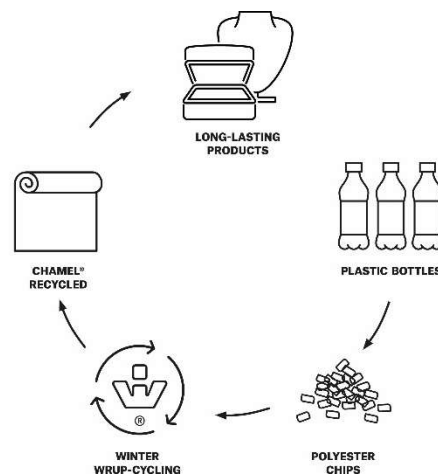 LONG-LASTING
PRODUCTS
CHAMEL®
RECYCLED
PLASTIC BOTTLES
®
WINTER
WRUP-CYCLING
POLYESTER
CHIPS